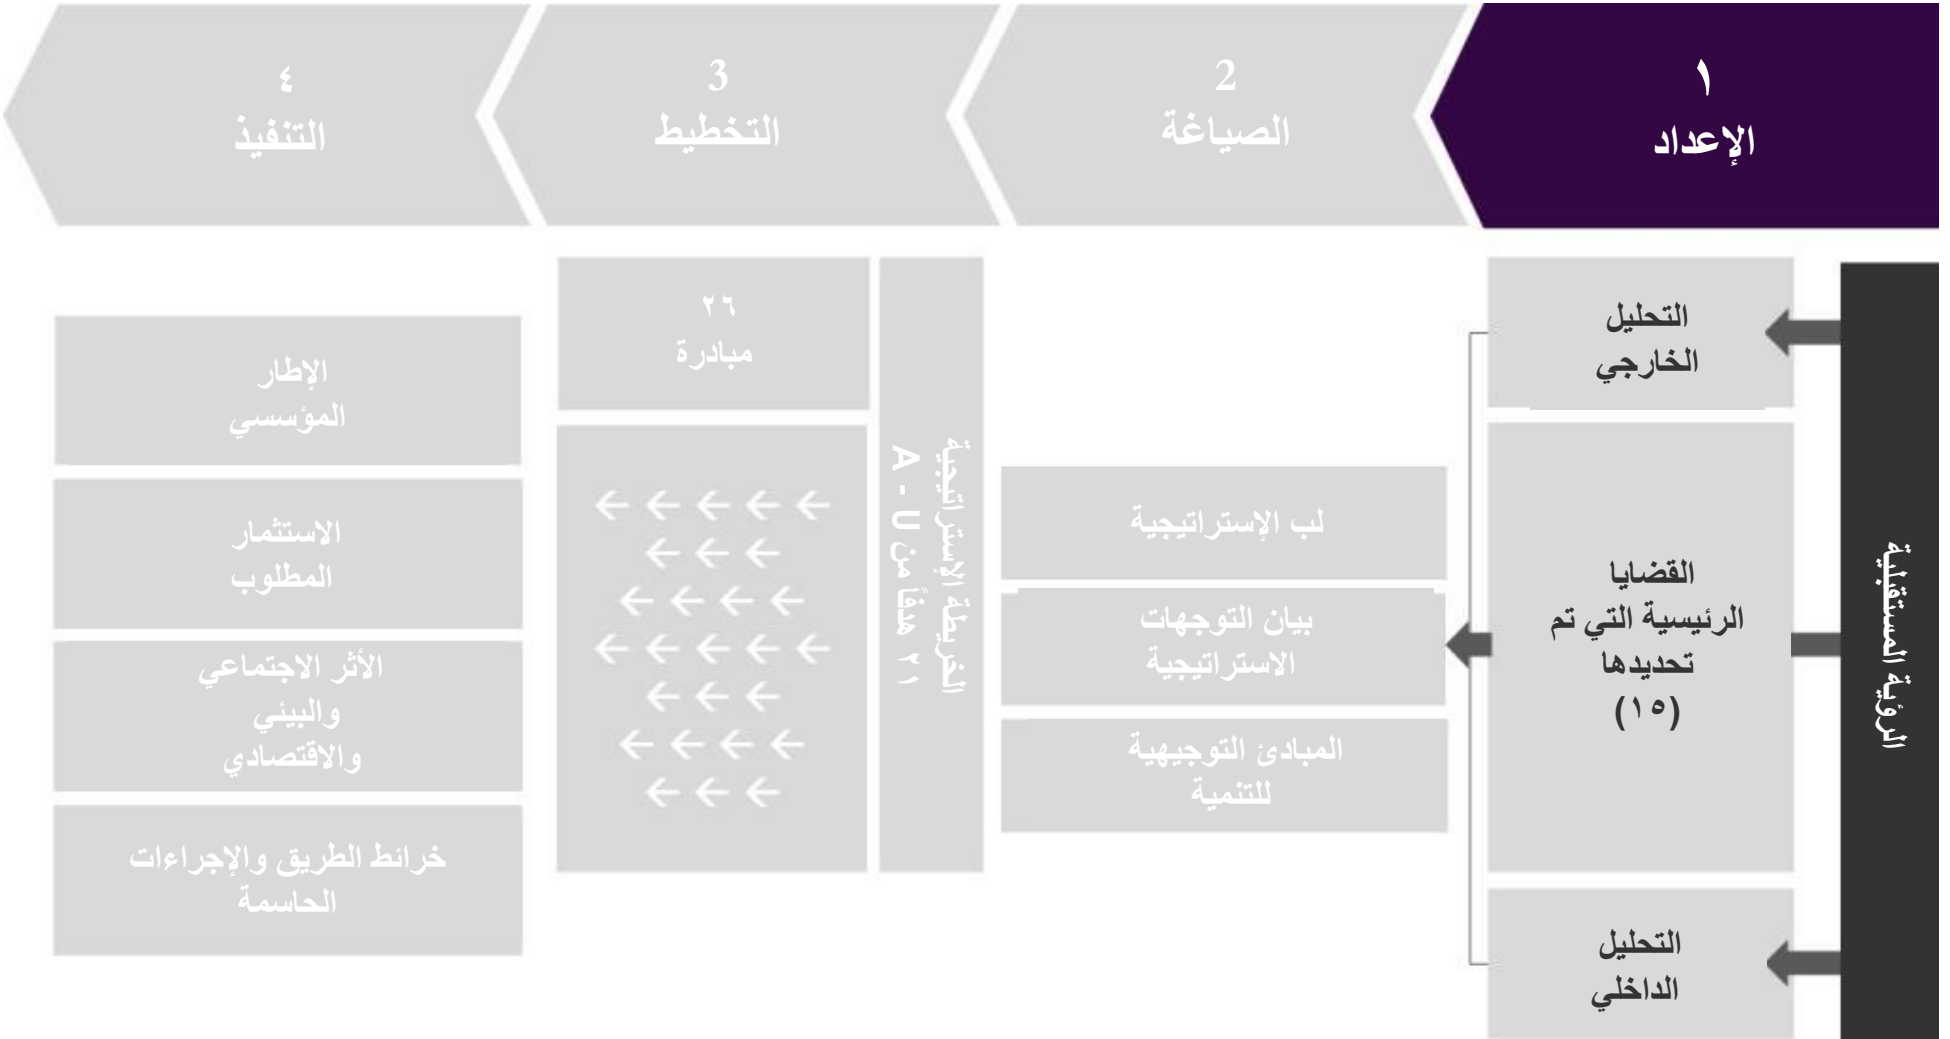 ١
الإعداد
2
الصياغة
3
التخطيط
٤
التنفيذ
الرؤية المستقبلية
التحليل
الخارجي
القضايا
الرئيسية التي تم
تحديدها
(١٥)
التحليل
الداخلي
لب الإستراتيجية
بيان التوجهات
الاستراتيجية
المبادئ التوجيهية
للتنمية
الخريطة الإستراتيجية
٢١ هدفًا من A - U
٢٦
مبادرة
الإطار
المؤسسي
الاستثمار
المطلوب
الأثر الاجتماعي
والبيئي
والاقتصادي
خرائط الطريق والإجراءات
الحاسمة